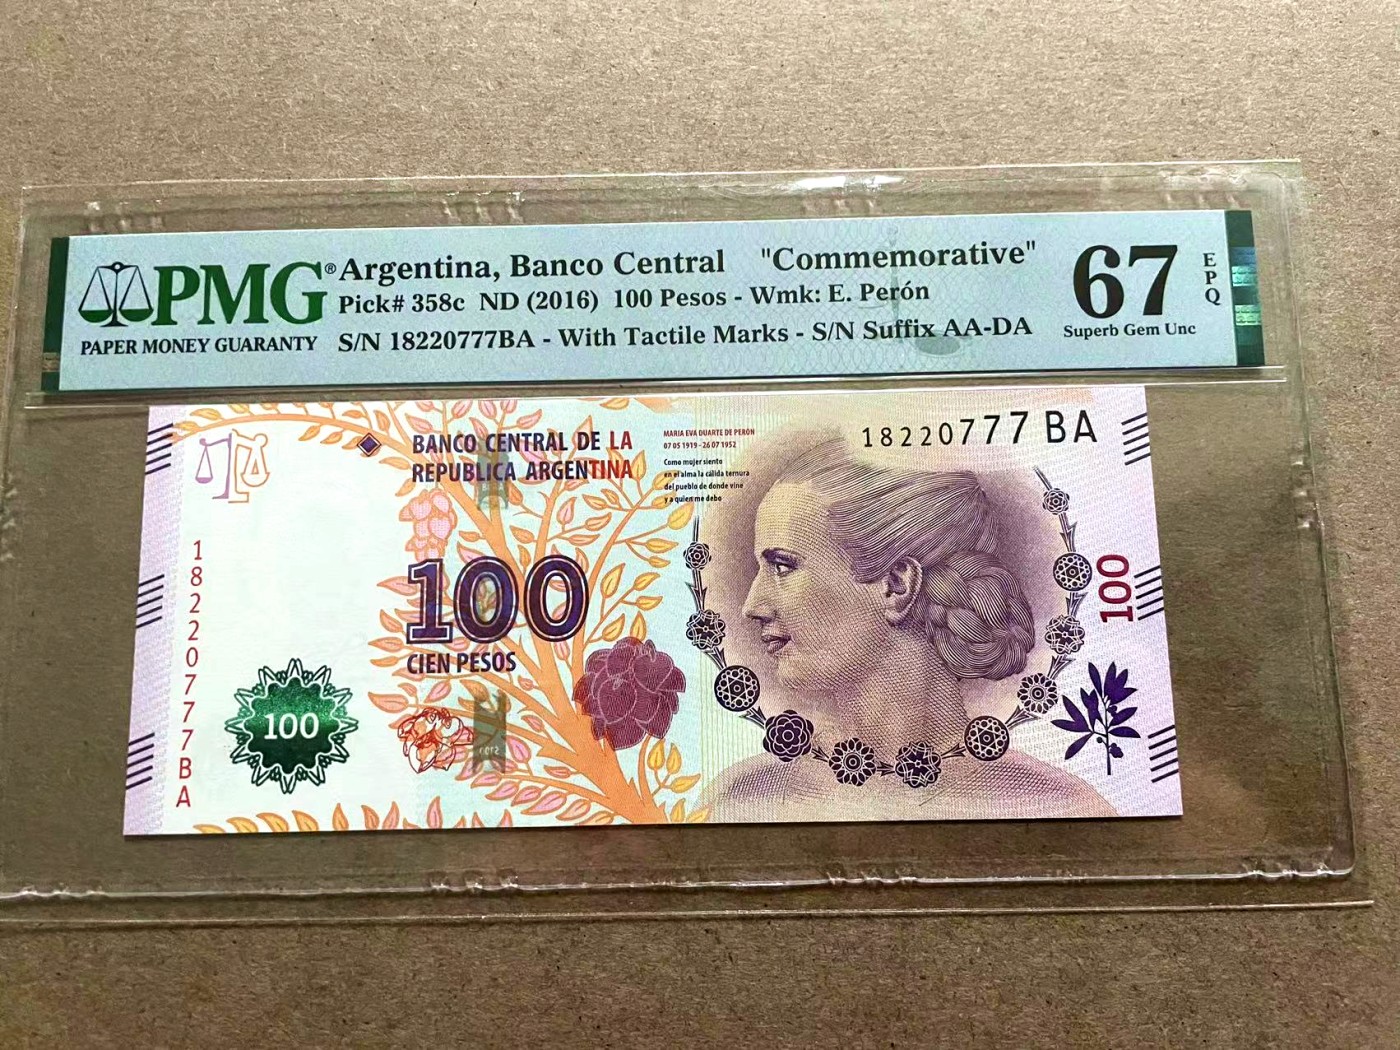 PMG® Argentina, Banco Central "Commemorative" 67 EPQ
Pick# 358c ND (2016) 100 Pesos - Wmk: E. Perón
PAPER MONEY GUARANTY S/N 18220777BA - With Tactile Marks - S/N Suffix AA-DA Superb Gem Unc
BANCO CENTRAL DE LA
REPUBLICA ARGENTINA
MARIA EVA DUARTE DE PERÓN
07 05 1919 - 26 07 1952
Como mujer siento
en el alma la cálida ternura
del pueblo de donde vine
y a quien me debo
18220777 BA
18220777BA
100
CIEN PESOS
100
100